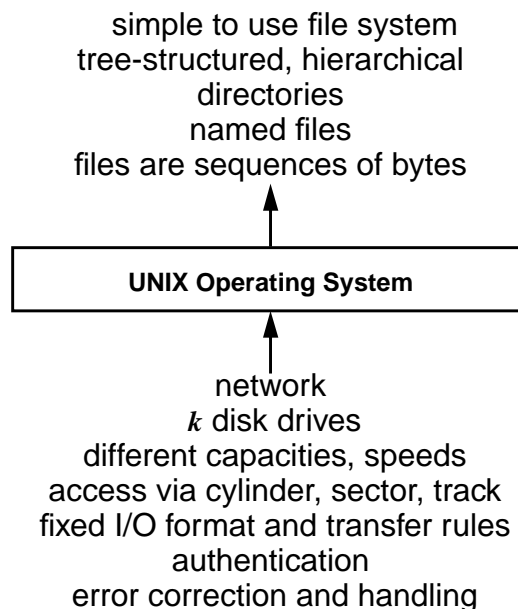 simple to use file system
tree-structured, hierarchical
directories
named files
files are sequences of bytes
UNIX Operating System
network
k disk drives
different capacities, speeds
access via cylinder, sector, track
fixed I/O format and transfer rules
authentication
error correction and handling